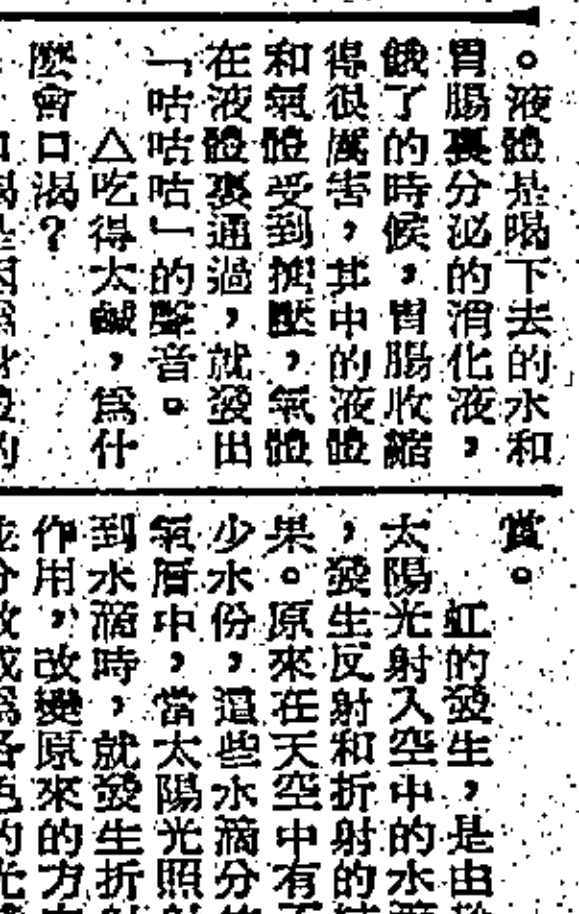 。液體是喝下去的水和
胃腸裏分泌的消化液，
餓了的時候，胃腸收縮
得很厲害，其中的液體
和氣體受到擠壓，氣體
在液體裏通過，就發出
「咕咕咕」的聲音。
△吃得太鹹，爲什
麼會口渴？
賞。
虹的發生，是由
太陽光射入空中的水滴
，發生反射和折射的結
果。原來在天空中有不
少水份，這些水滴分
氣層中，當太陽光照射
到水滴時，就發生折射
作用，改變原來的方